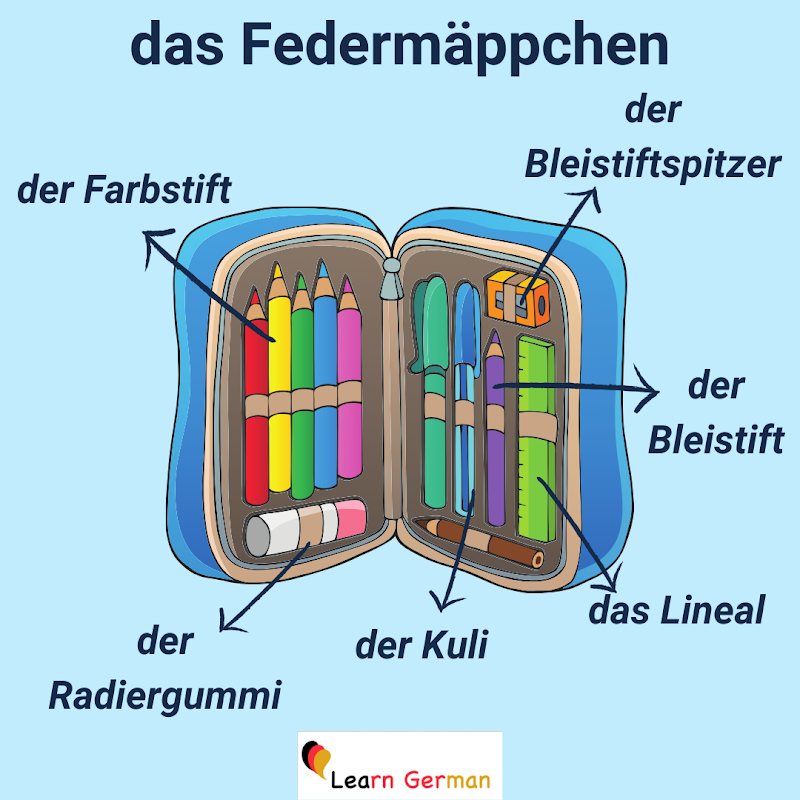 das Federmäppchen
der
Bleistiftspitzer
der Farbstift
der
Bleistift
das Lineal
der Kuli
der
Radiergummi
Learn German